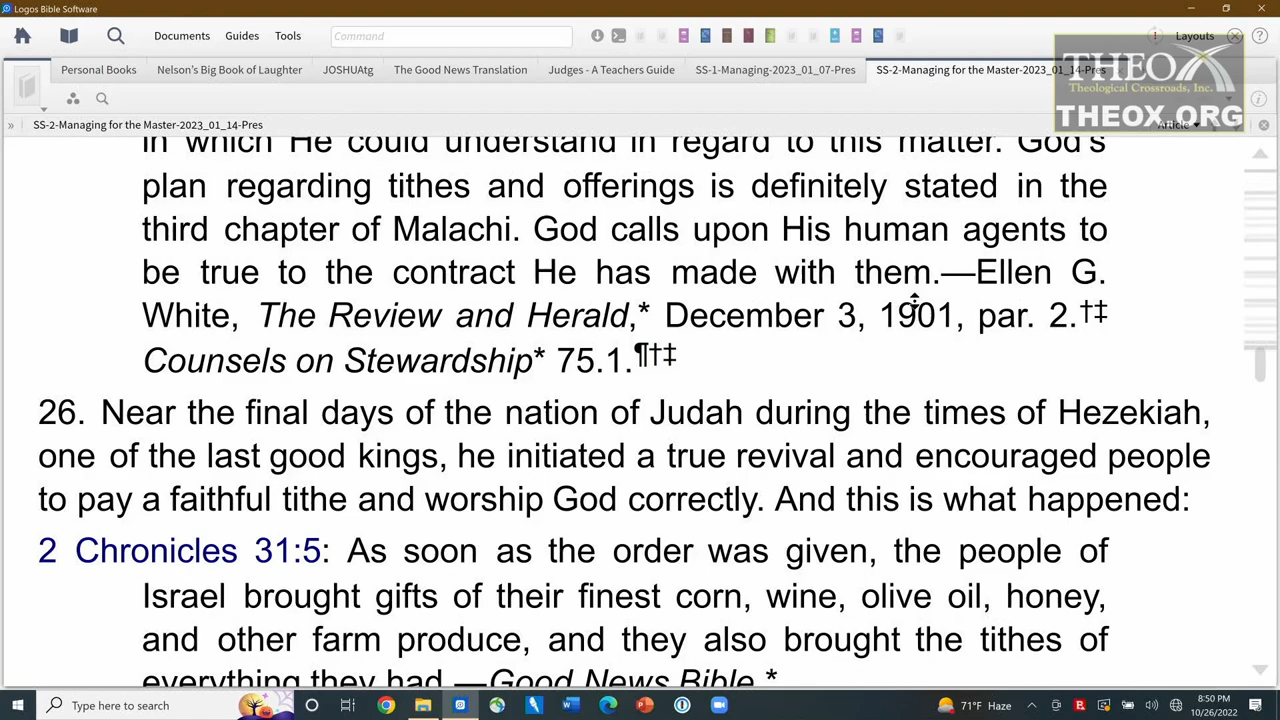 Logos Bible Software
Documents Guides Tools Command Layouts
Personal Books Nelson's Big Book of Laughter JOSHUA Good News Translation Judges - A Teachers Guide SS-1-Managing-2023_01_07-Pres SS-2-Managing for the Master-2023_01_14-Pres
THEOX
Theological Crossroads, Inc.
THEOX.ORG
» SS-2-Managing for the Master-2023_01_14-Pres Article
in which He could understand in regard to this matter. God's
plan regarding tithes and offerings is definitely stated in the
third chapter of Malachi. God calls upon His human agents to
be true to the contract He has made with them.—Ellen G.
White, The Review and Herald,* December 3, 1901, par. 2.†‡
Counsels on Stewardship* 75.1.¶†‡
26. Near the final days of the nation of Judah during the times of Hezekiah,
one of the last good kings, he initiated a true revival and encouraged people
to pay a faithful tithe and worship God correctly. And this is what happened:
2 Chronicles 31:5: As soon as the order was given, the people of
Israel brought gifts of their finest corn, wine, olive oil, honey,
and other farm produce, and they also brought the tithes of
everything they had.—Good News Bible.*
Type here to search 71°F Haze 8:50 PM
10/26/2022